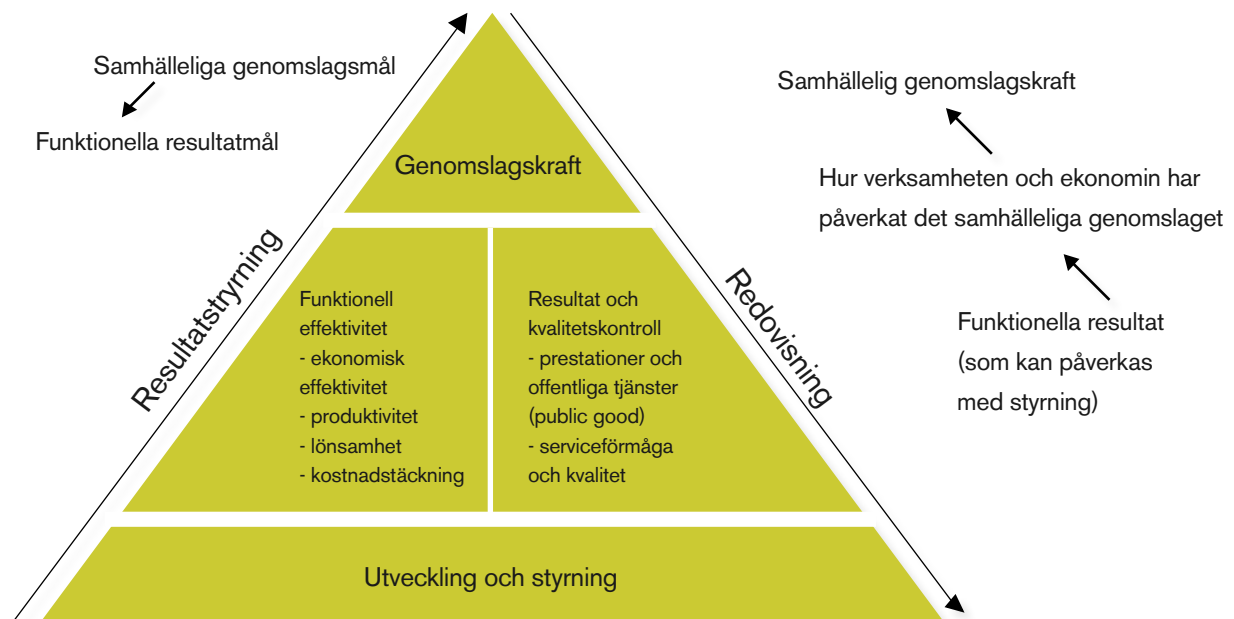 Samhälleliga genomslagsmål
Funktionella resultatmål
Resultatstryrning
Genomslagskraft
Funktionell
effektivitet
- ekonomisk
effektivitet
- produktivitet
- lönsamhet
- kostnadstäckning
Resultat och
kvalitetskontroll
- prestationer och
offentliga tjänster
(public good)
- serviceförmåga
och kvalitet
Utveckling och styrning
Redovisning
Samhällelig genomslagskraft
Hur verksamheten och ekonomin har
påverkat det samhälleliga genomslaget
Funktionella resultat
(som kan påverkas
med styrning)